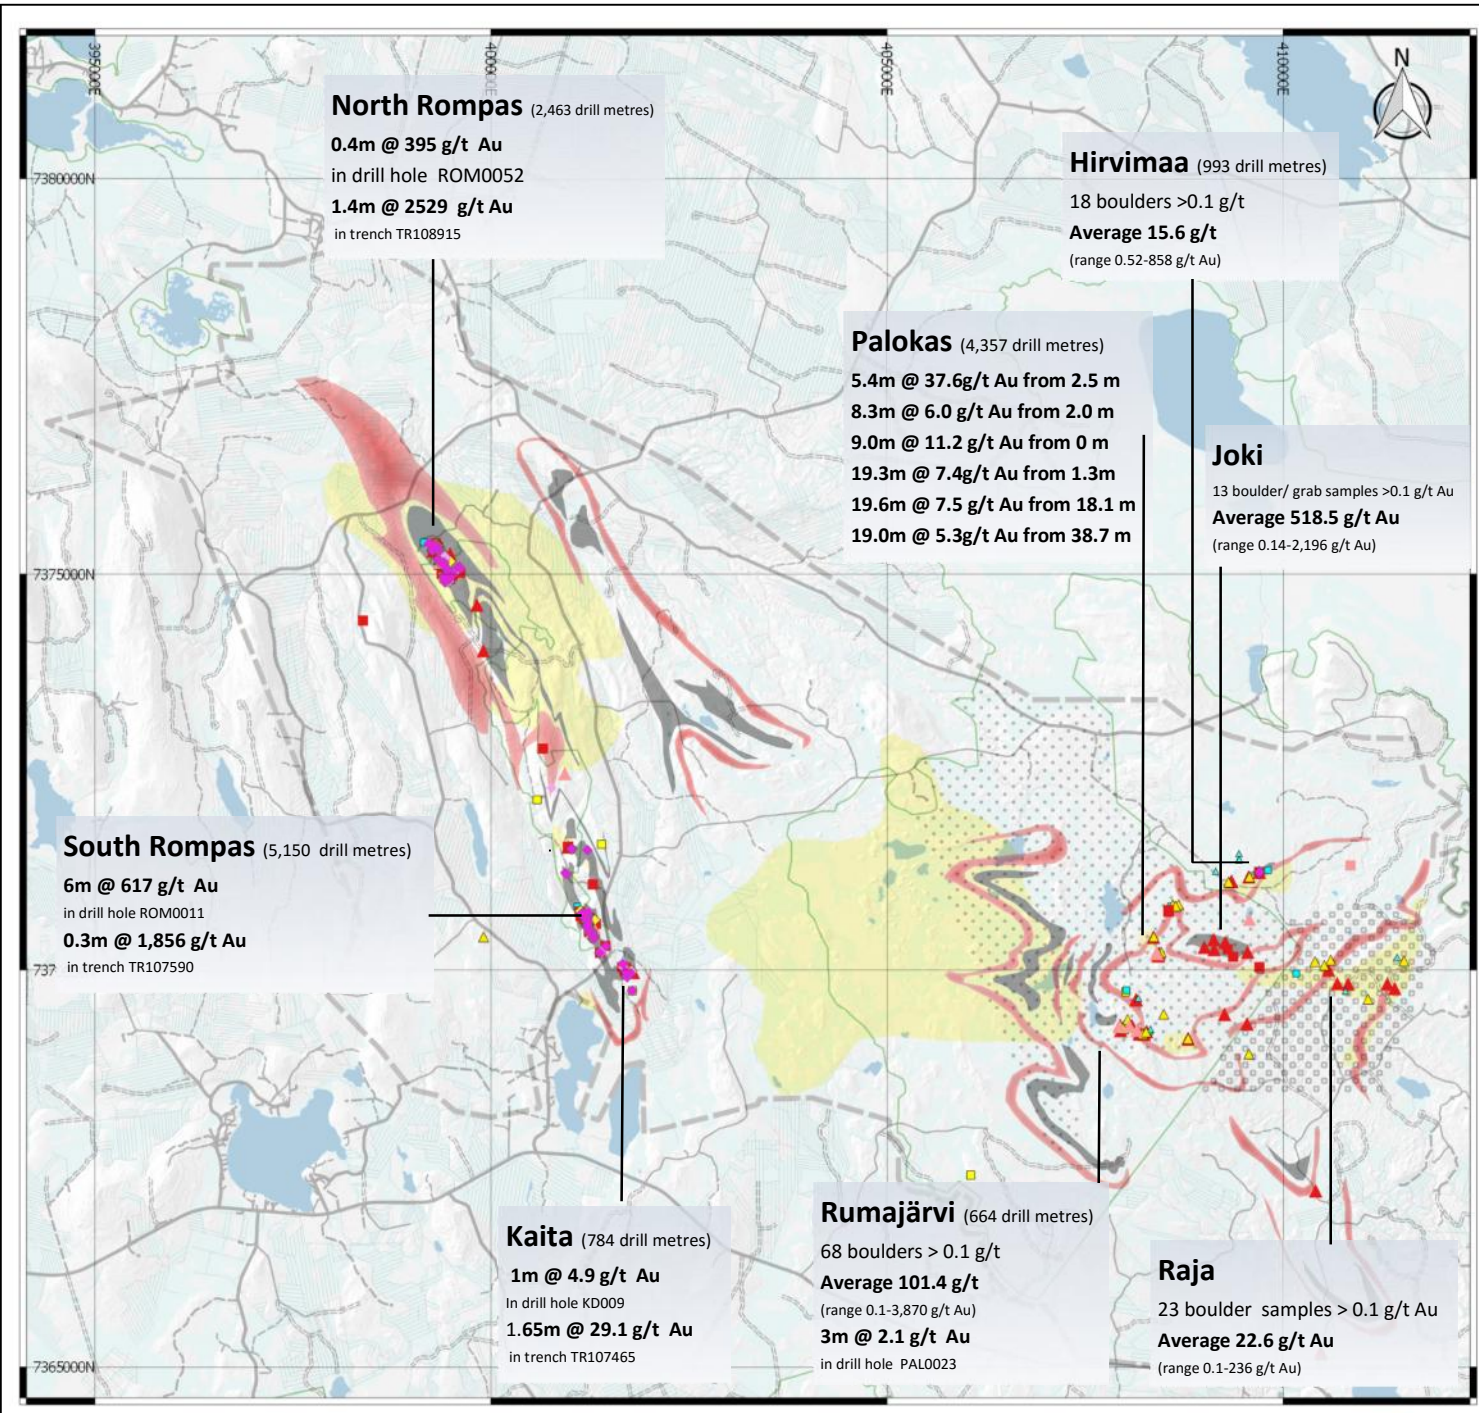 395000E
400000E
405000E
410000E
N
North Rompas (2,463 drill metres)
0.4m @ 395 g/t Au
in drill hole ROM0052
1.4m @ 2529 g/t Au
in trench TR108915
Hirvimaa (993 drill metres)
18 boulders >0.1 g/t
Average 15.6 g/t
(range 0.52-858 g/t Au)
7380000N
Palokas (4,357 drill metres)
5.4m @ 37.6g/t Au from 2.5 m
8.3m @ 6.0 g/t Au from 2.0 m
9.0m @ 11.2 g/t Au from 0 m
19.3m @ 7.4g/t Au from 1.3m
19.6m @ 7.5 g/t Au from 18.1 m
19.0m @ 5.3g/t Au from 38.7 m
Joki
13 boulder/ grab samples >0.1 g/t Au
Average 518.5 g/t Au
(range 0.14-2,196 g/t Au)
7375000N
South Rompas (5,150 drill metres)
6m @ 617 g/t Au
in drill hole ROM0011
0.3m @ 1,856 g/t Au
in trench TR107590
737
Kaita (784 drill metres)
1m @ 4.9 g/t Au
In drill hole KD009
1.65m @ 29.1 g/t Au
in trench TR107465
Rumajärvi (664 drill metres)
68 boulders > 0.1 g/t
Average 101.4 g/t
(range 0.1-3,870 g/t Au)
3m @ 2.1 g/t Au
in drill hole PAL0023
Raja
23 boulder samples > 0.1 g/t Au
Average 22.6 g/t Au
(range 0.1-236 g/t Au)
7365000N